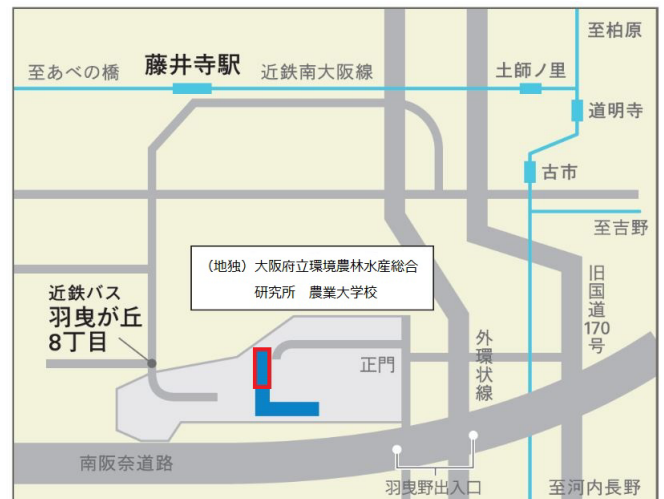 至柏原
至あべの橋
藤井寺駅
近鉄南大阪線
土師ノ里
道明寺
古市
至吉野
（地独）大阪府立環境農林水産総合
研究所　農業大学校
近鉄バス
羽曳が丘
8丁目
正門
外環状線
旧国道170号
南阪奈道路
羽曳野出入口
至河内長野